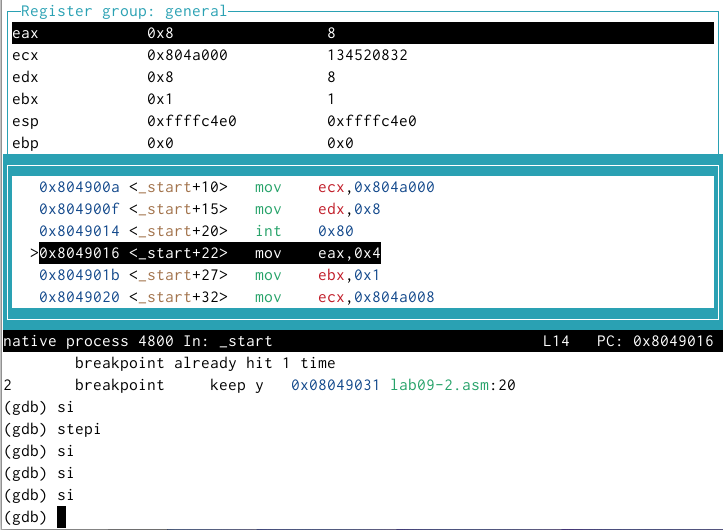 Register group: general
eax 0x8 8
ecx 0x804a000 134520832
edx 0x8 8
ebx 0x1 1
esp 0xffffc4e0 0xffffc4e0
ebp 0x0 0x0
0x804900a <_start+10> mov ecx,0x804a000
0x804900f <_start+15> mov edx,0x8
0x8049014 <_start+20> int 0x80
>0x8049016 <_start+22> mov eax,0x4
0x804901b <_start+27> mov ebx,0x1
0x8049020 <_start+32> mov ecx,0x804a008
native process 4800 In: _start L14 PC: 0x8049016
breakpoint already hit 1 time
2 breakpoint keep y 0x08049031 lab09-2.asm:20
(gdb) si
(gdb) stepi
(gdb) si
(gdb) si
(gdb) si
(gdb)